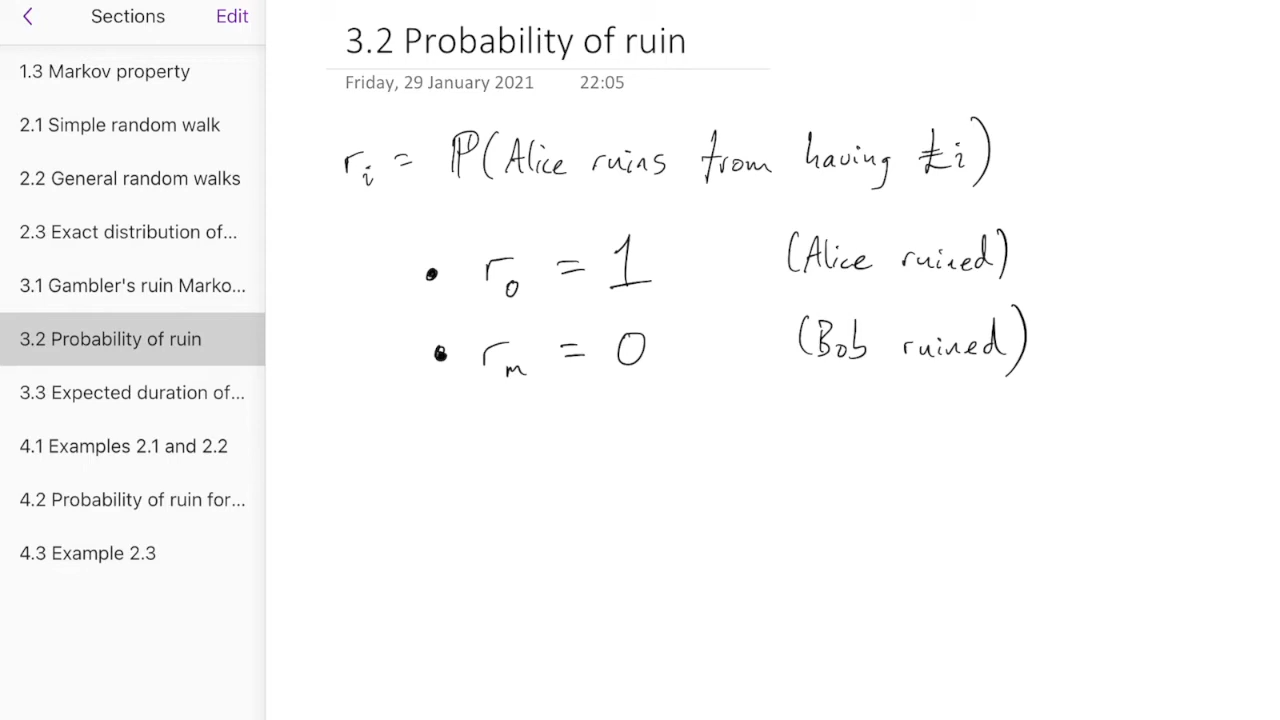 Sections
Edit
1.3 Markov property
2.1 Simple random walk
2.2 General random walks
2.3 Exact distribution of...
3.1 Gambler's ruin Marko...
3.2 Probability of ruin
3.3 Expected duration of...
4.1 Examples 2.1 and 2.2
4.2 Probability of ruin for...
4.3 Example 2.3
3.2 Probability of ruin
Friday, 29 January 2021 22:05
rᵢ = ℙ(Alice ruins from having £i)
• r₀ = 1 (Alice ruined)
• rₘ = 0 (Bob ruined)